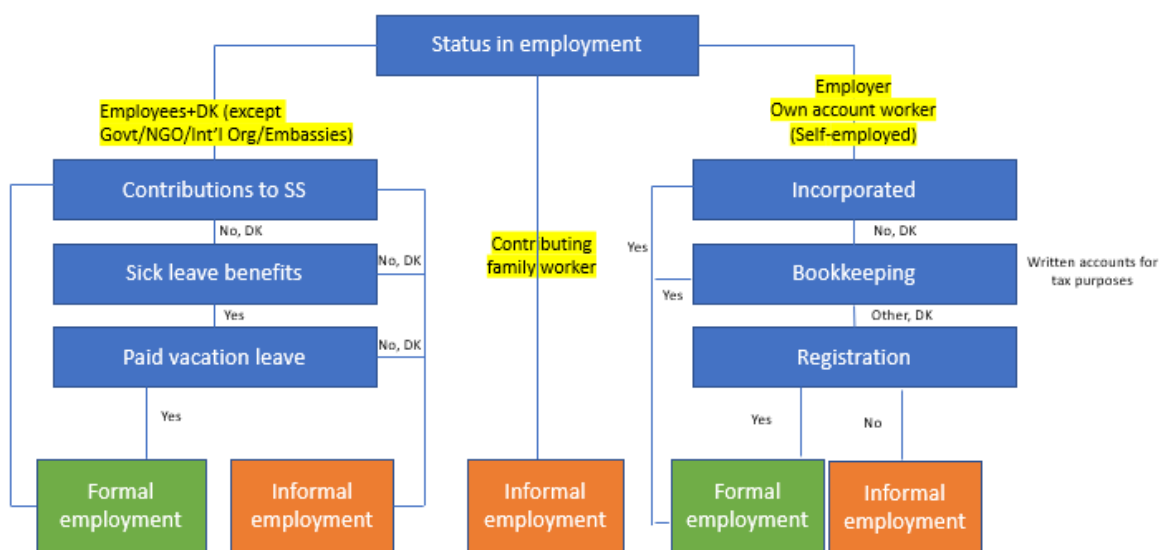 Status in employment
Employees+DK (except
Govt/NGO/Int'l Org/Embassies)
Employer
Own account worker
(Self-employed)
Contributions to SS
Incorporated
No, DK
No, DK
Contributing
family worker
Yes
Sick leave benefits
No, DK
Bookkeeping
Written accounts for
tax purposes
Yes
Yes
Other, DK
Paid vacation leave
No, DK
Registration
Yes
Yes
No
Formal
employment
Informal
employment
Informal
employment
Formal
employment
Informal
employment